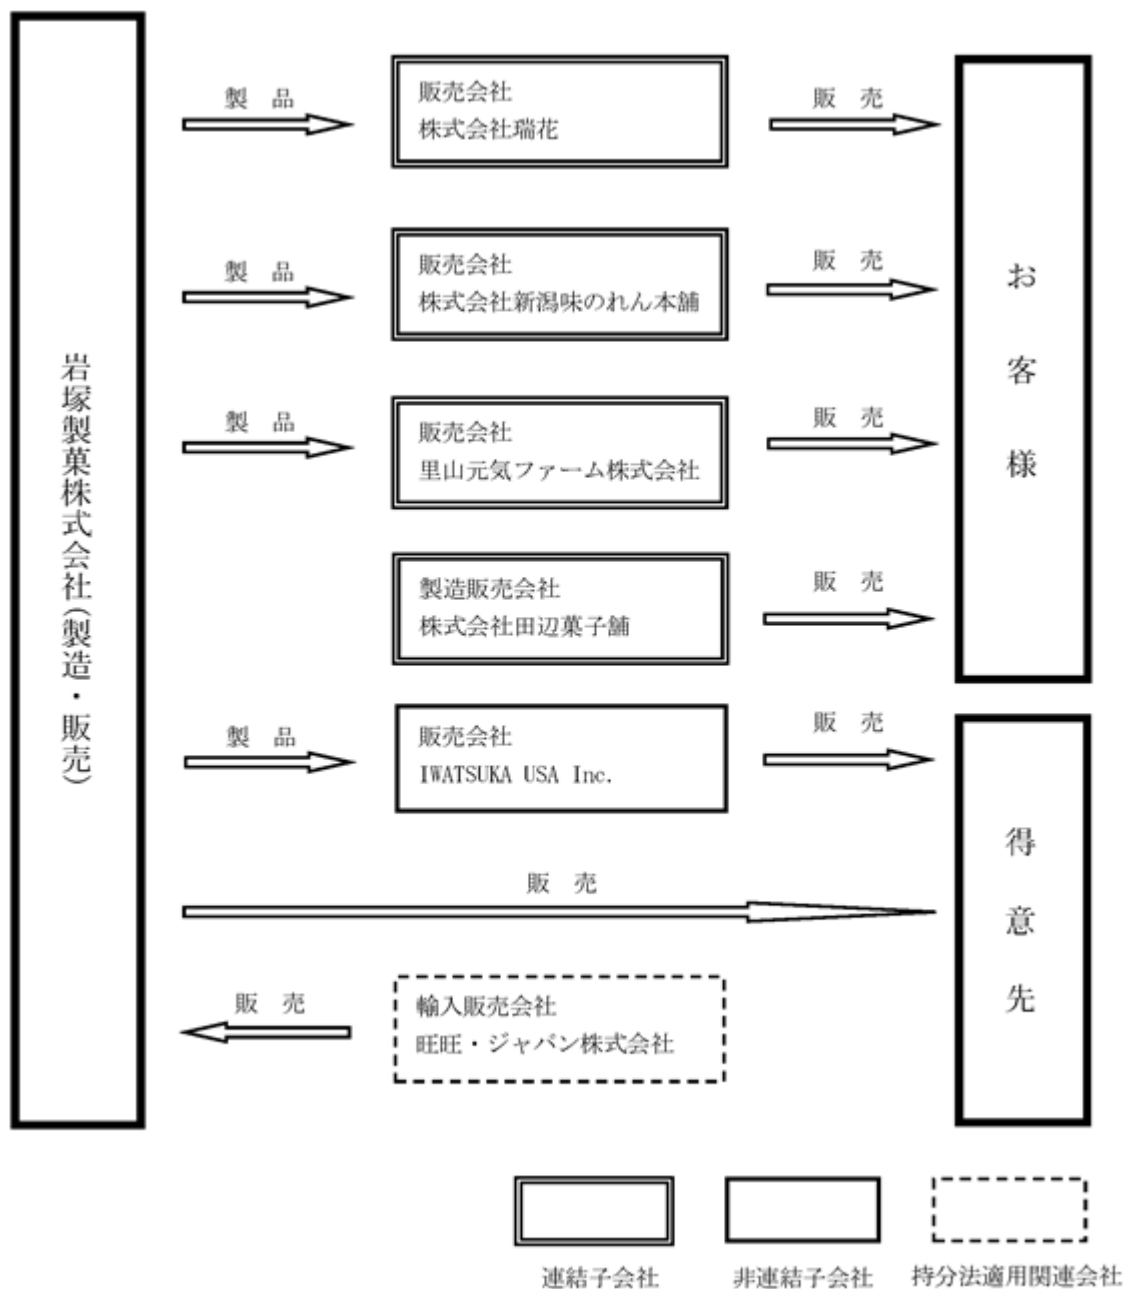 岩塚製菓株式会社(製造・販売)
製　品
販売会社
株式会社瑞花
販　売
製　品
販売会社
株式会社新潟味のれん本舗
販　売
製　品
販売会社
里山元気ファーム株式会社
販　売
製造販売会社
株式会社田辺菓子舗
販　売
お客様
製　品
販売会社
IWATSUKA USA Inc.
販　売
販　売
販　売
輸入販売会社
旺旺・ジャパン株式会社
得意先
連結子会社
非連結子会社
持分法適用関連会社